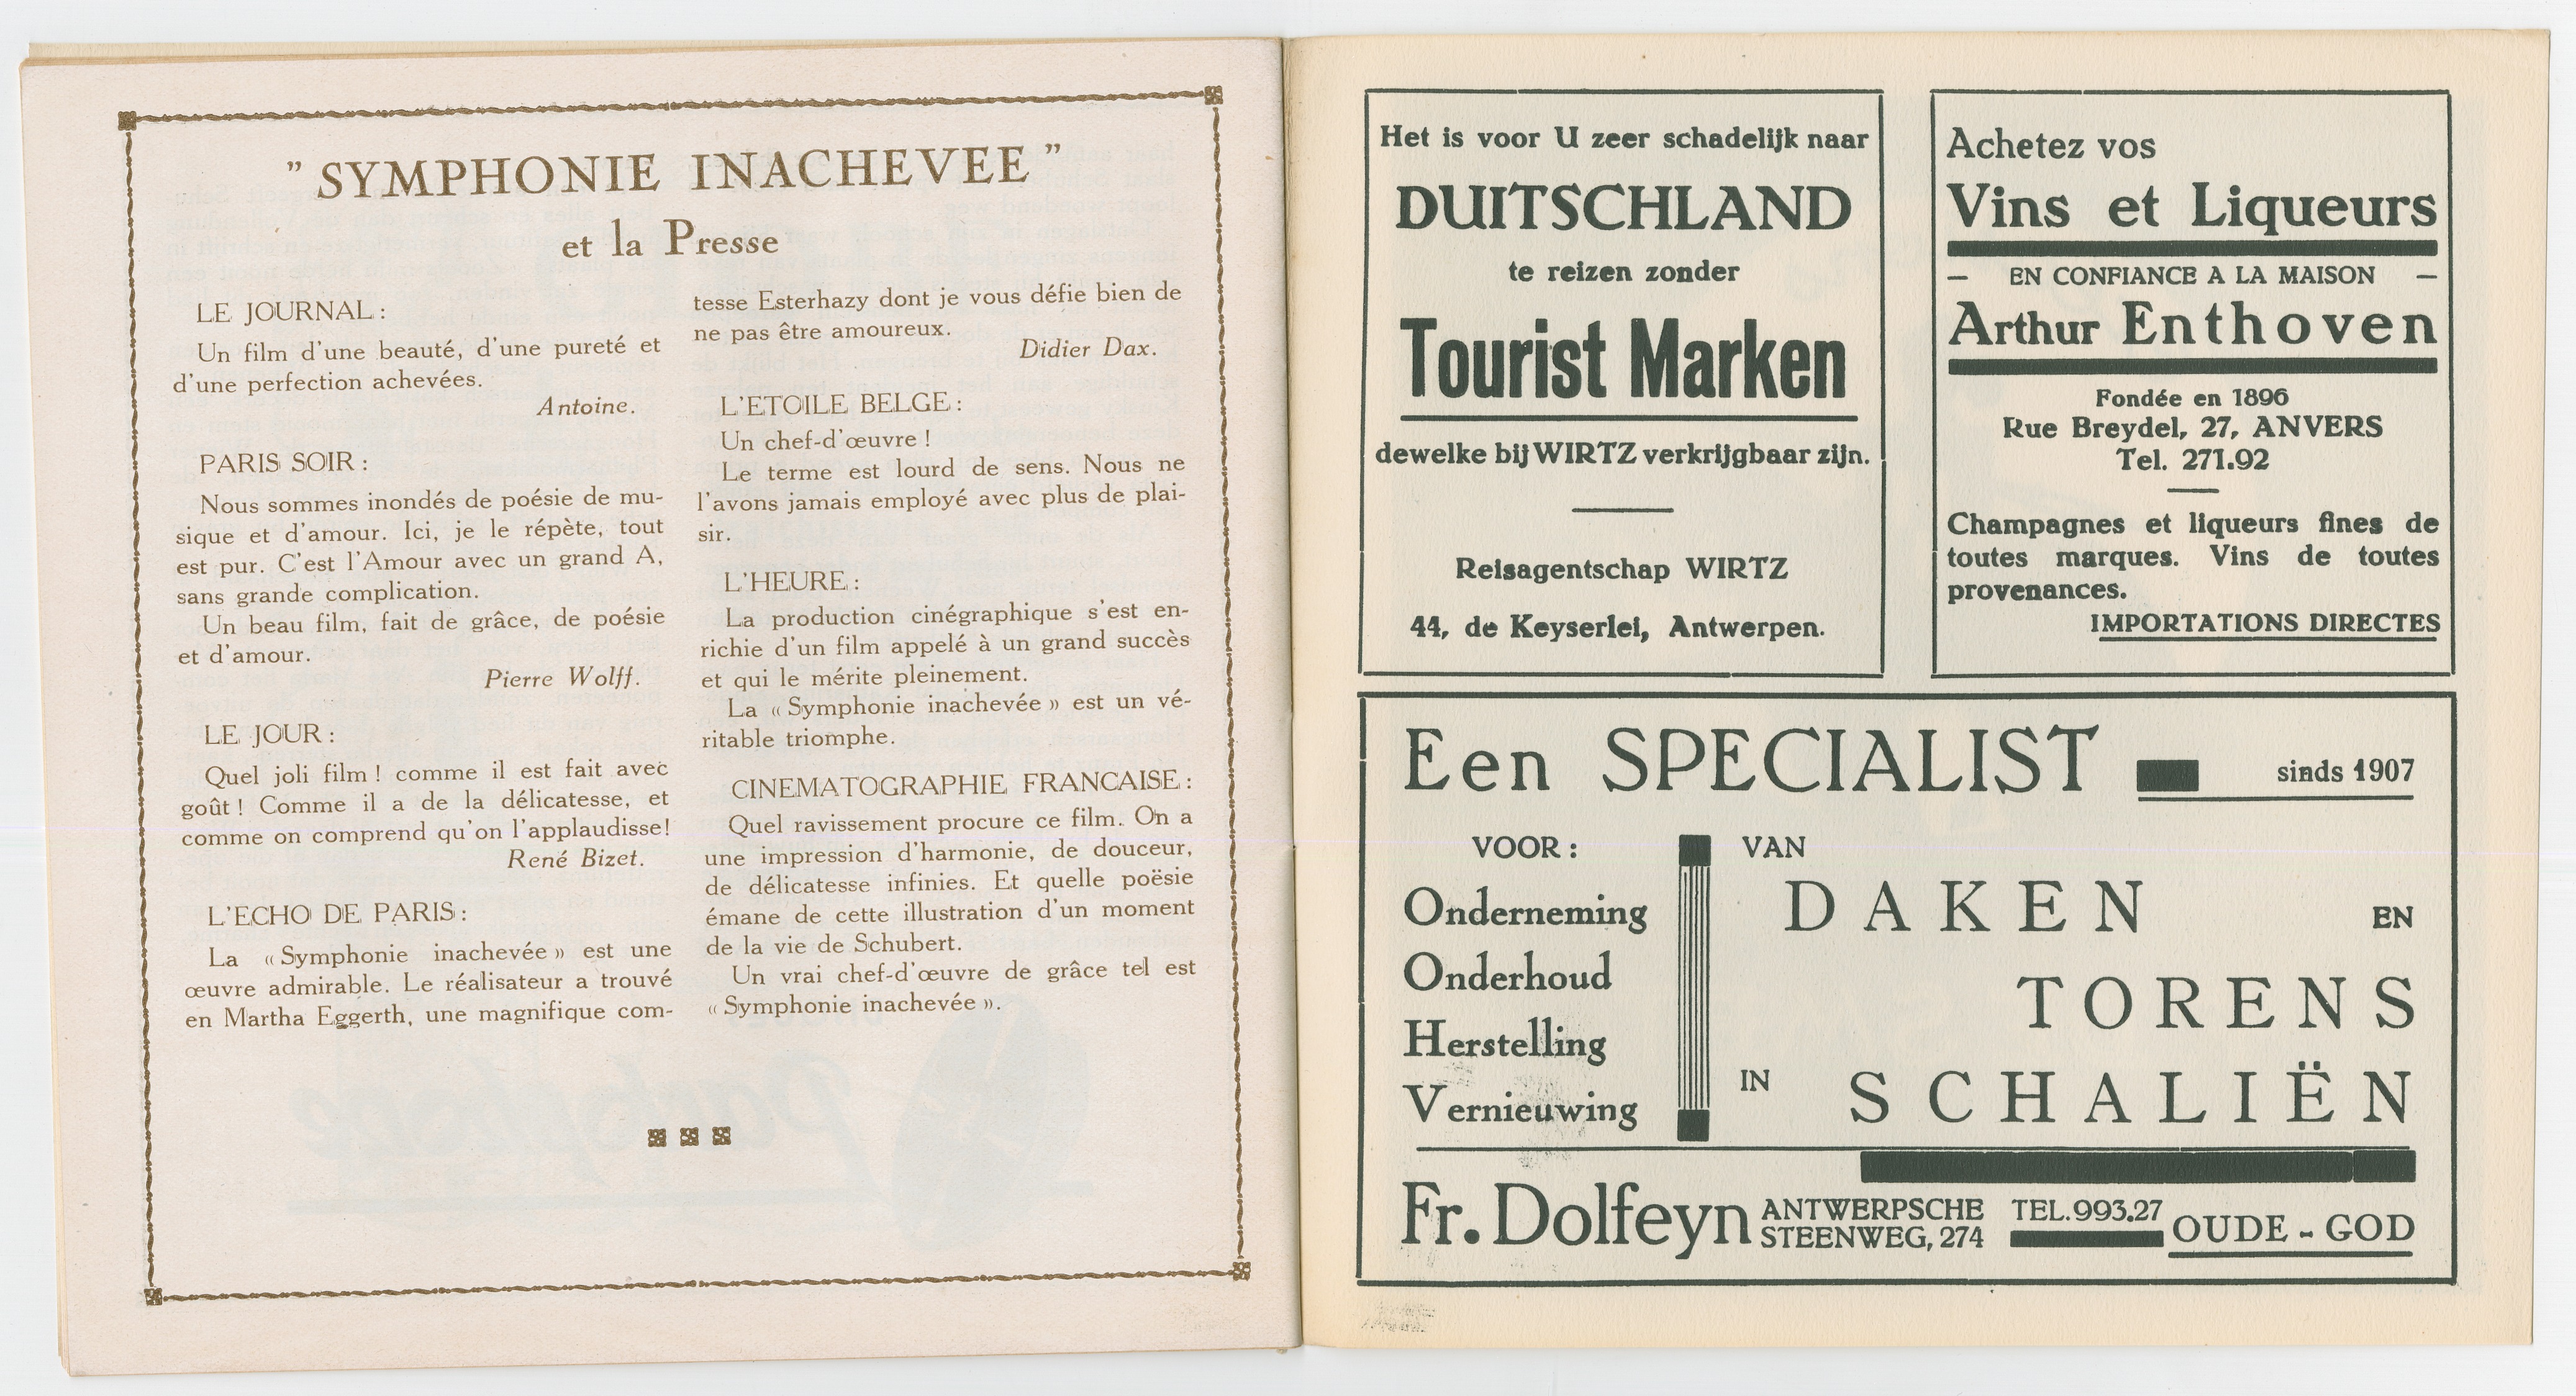 " SYMPHONIE INACHEVEE "
et la Presse
LE JOURNAL :
Un film d'une beauté, d'une pureté et
d'une perfection achevées.
Antoine.
PARIS SOIR :
Nous sommes inondés de poésie de mu-
sique et d'amour. Ici, je le répète, tout
est pur. C'est l'Amour avec un grand A,
sans grande complication.
Un beau film, fait de grâce, de poésie
et d'amour.
Pierre Wolff.
LE JOUR :
Quel joli film ! comme il est fait avec
goût ! Comme il a de la délicatesse, et
comme on comprend qu'on l'applaudisse!
René Bizet.
L'ECHO DE PARIS :
La « Symphonie inachevée » est une
œuvre admirable. Le réalisateur a trouvé
en Martha Eggerth, une magnifique com-
tesse Esterhazy dont je vous défie bien de
ne pas être amoureux.
Didier Dax.
L'ETOILE BELGE :
Un chef-d'œuvre !
Le terme est lourd de sens. Nous ne
l'avons jamais employé avec plus de plai-
sir.
L'HEURE :
La production cinégraphique s'est en-
richie d'un film appelé à un grand succès
et qui le mérite pleinement.
La « Symphonie inachevée » est un vé-
ritable triomphe.
CINEMATOGRAPHIE FRANCAISE :
Quel ravissement procure ce film. On a
une impression d'harmonie, de douceur,
de délicatesse infinies. Et quelle poësie
émane de cette illustration d'un moment
de la vie de Schubert.
Un vrai chef-d'œuvre de grâce tel est
« Symphonie inachevée ».
Het is voor U zeer schadelijk naar
DUITSCHLAND
te reizen zonder
Tourist Marken
dewelke bij WIRTZ verkrijgbaar zijn.
Reisagentschap WIRTZ
44, de Keyserlei, Antwerpen.
Achetez vos
Vins et Liqueurs
— EN CONFIANCE A LA MAISON —
Arthur Enthoven
Fondée en 1896
Rue Breydel, 27, ANVERS
Tel. 271.92
Champagnes et liqueurs fines de
toutes marques. Vins de toutes
provenances.
IMPORTATIONS DIRECTES
Een SPECIALIST sinds 1907
VOOR :
Onderneming
Onderhoud
Herstelling
Vernieuwing
VAN
DAKEN EN
TORENS
IN SCHALIËN
Fr. Dolfeyn ANTWERPSCHE
STEENWEG, 274
TEL. 993.27
OUDE - GOD